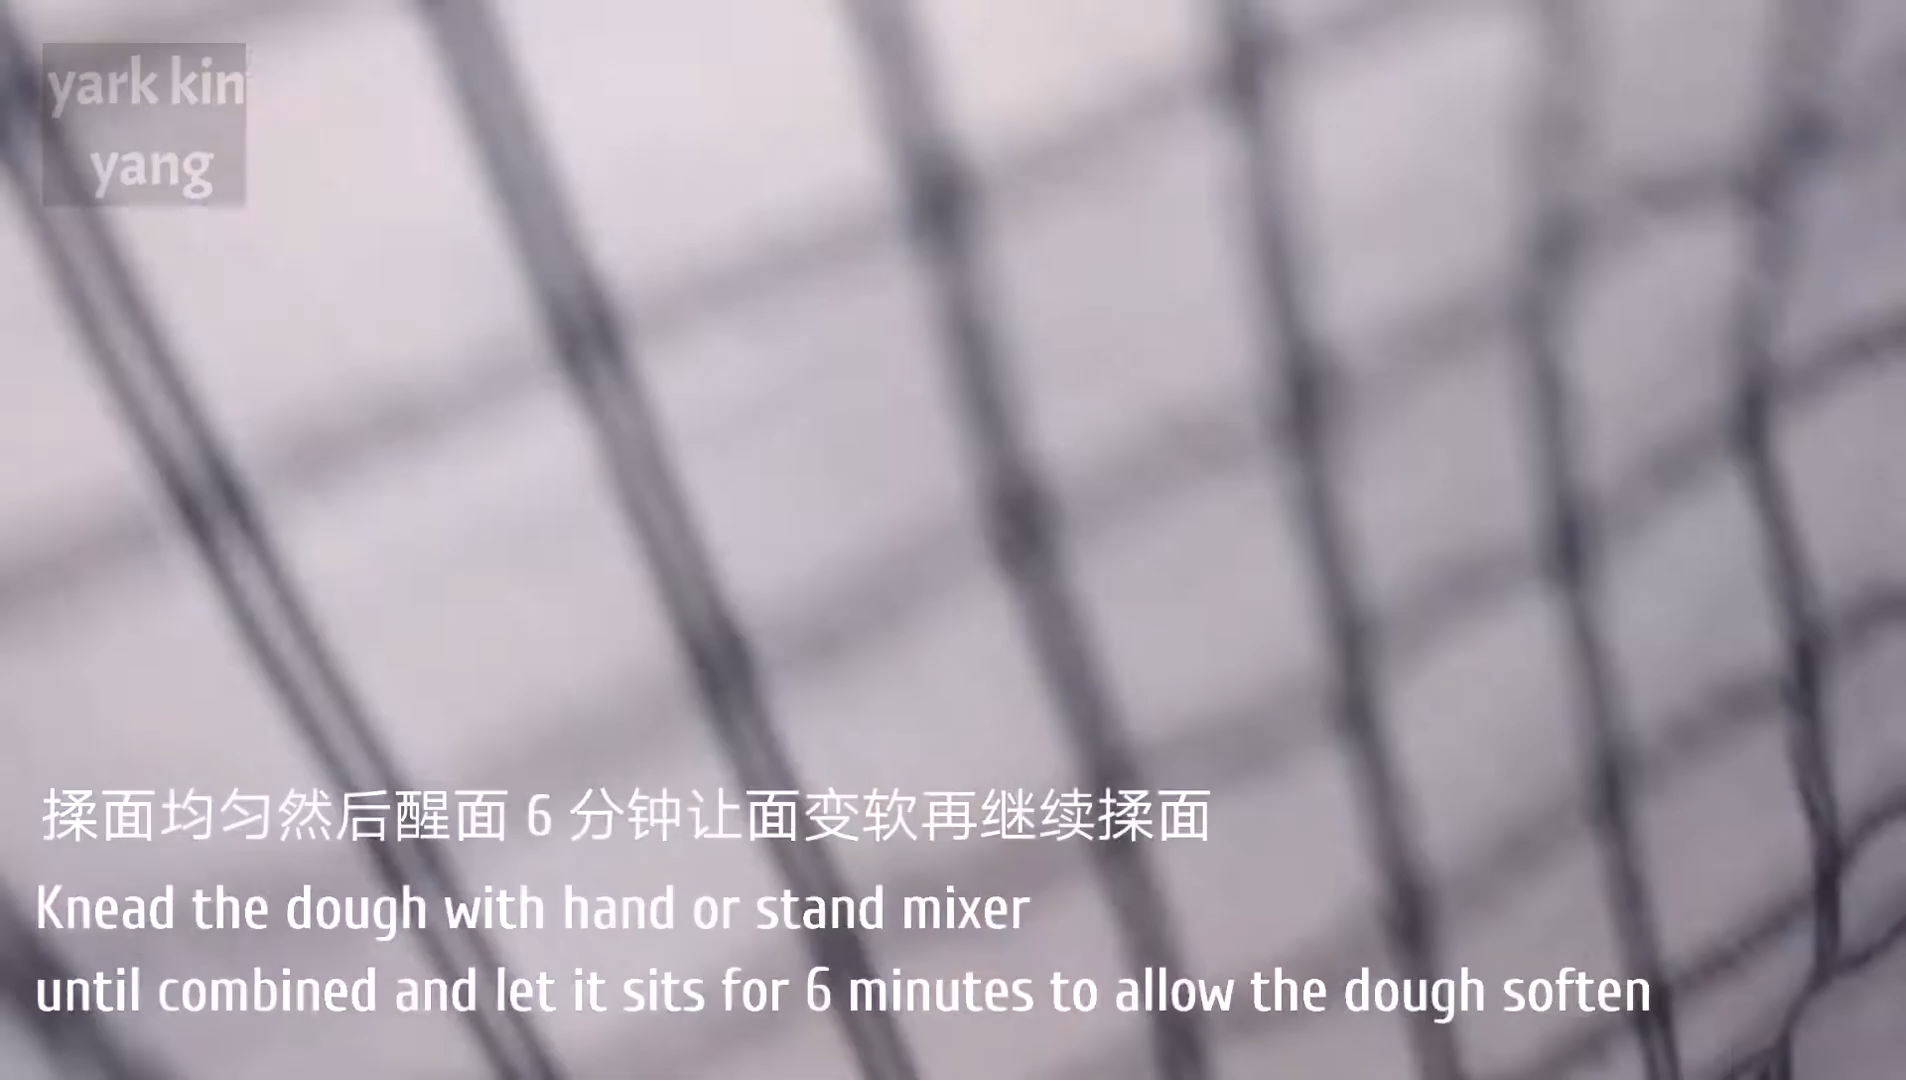 yark kin
yang
揉面均匀然后醒面 6 分钟让面变软再继续揉面
Knead the dough with hand or stand mixer
until combined and let it sits for 6 minutes to allow the dough soften